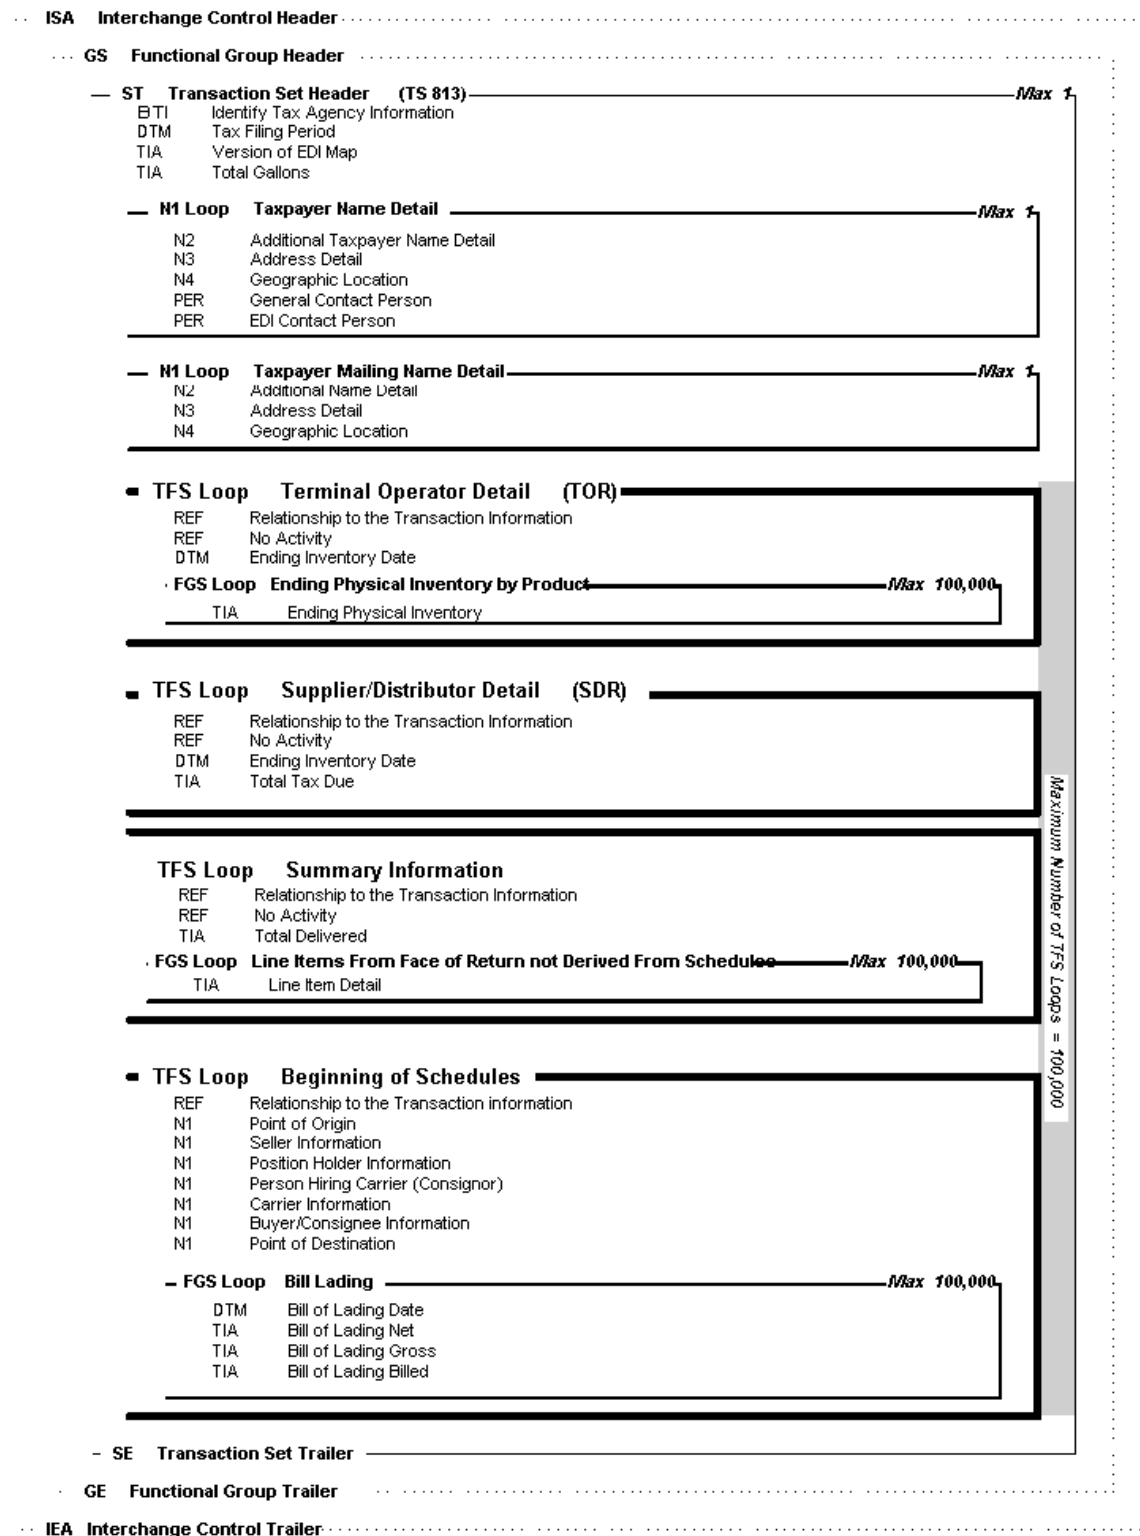 ISA Interchange Control Header
GS Functional Group Header
ST Transaction Set Header (TS 813) Max 1
BTI Identify Tax Agency Information
DTM Tax Filing Period
TIA Version of EDI Map
TIA Total Gallons
N1 Loop Taxpayer Name Detail Max 1
N2 Additional Taxpayer Name Detail
N3 Address Detail
N4 Geographic Location
PER General Contact Person
PER EDI Contact Person
N1 Loop Taxpayer Mailing Name Detail Max 1
N2 Additional Name Detail
N3 Address Detail
N4 Geographic Location
TFS Loop Terminal Operator Detail (TOR)
REF Relationship to the Transaction Information
REF No Activity
DTM Ending Inventory Date
FGS Loop Ending Physical Inventory by Product Max 100,000
TIA Ending Physical Inventory
TFS Loop Supplier/Distributor Detail (SDR)
REF Relationship to the Transaction Information
REF No Activity
DTM Ending Inventory Date
TIA Total Tax Due
TFS Loop Summary Information
REF Relationship to the Transaction Information
REF No Activity
TIA Total Delivered
FGS Loop Line Items From Face of Return not Derived From Schedules Max 100,000
TIA Line Item Detail
Maximum Number of TFS Loops = 100,000
TFS Loop Beginning of Schedules
REF Relationship to the Transaction information
N1 Point of Origin
N1 Seller Information
N1 Position Holder Information
N1 Person Hiring Carrier (Consignor)
N1 Carrier Information
N1 Buyer/Consignee Information
N1 Point of Destination
FGS Loop Bill Lading Max 100,000
DTM Bill of Lading Date
TIA Bill of Lading Net
TIA Bill of Lading Gross
TIA Bill of Lading Billed
SE Transaction Set Trailer
GE Functional Group Trailer
IEA Interchange Control Trailer